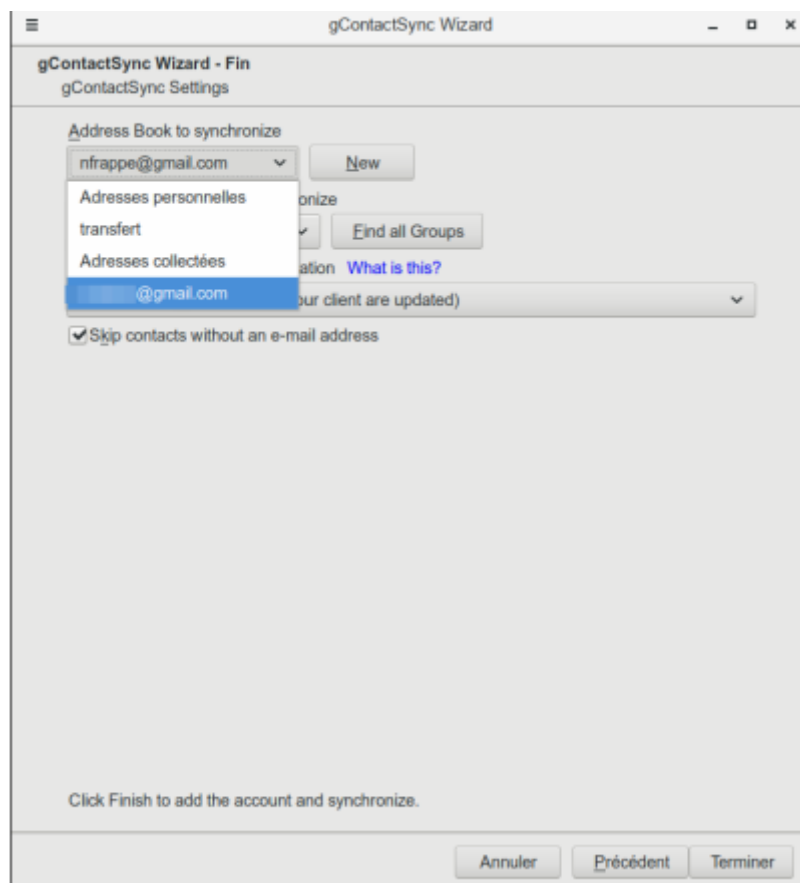 gContactSync Wizard
gContactSync Wizard - Fin
gContactSync Settings
Address Book to synchronize
nfrappe@gmail.com New
Adresses personnelles
onize
transfert
Find all Groups
Adresses collectées
ation What is this?
@gmail.com
our client are updated)
Skip contacts without an e-mail address
Click Finish to add the account and synchronize.
Annuler Précédent Terminer